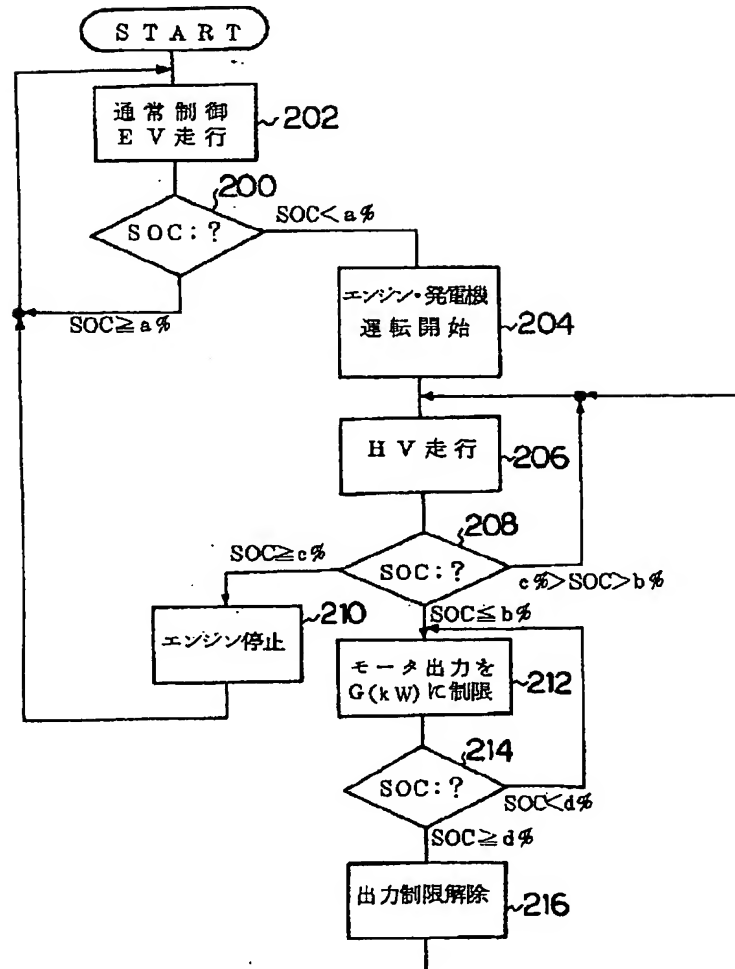 START
通常制御
EV走行
202
200
SOC:?
SOC<a%
SOC≧a%
エンジン・発電機
運転開始
204
HV走行
206
208
SOC:?
SOC≧c%
c%>SOC>b%
SOC≦b%
210
エンジン停止
モータ出力を
G(kW)に制限
212
214
SOC:?
SOC<d%
SOC≧d%
出力制限解除
216